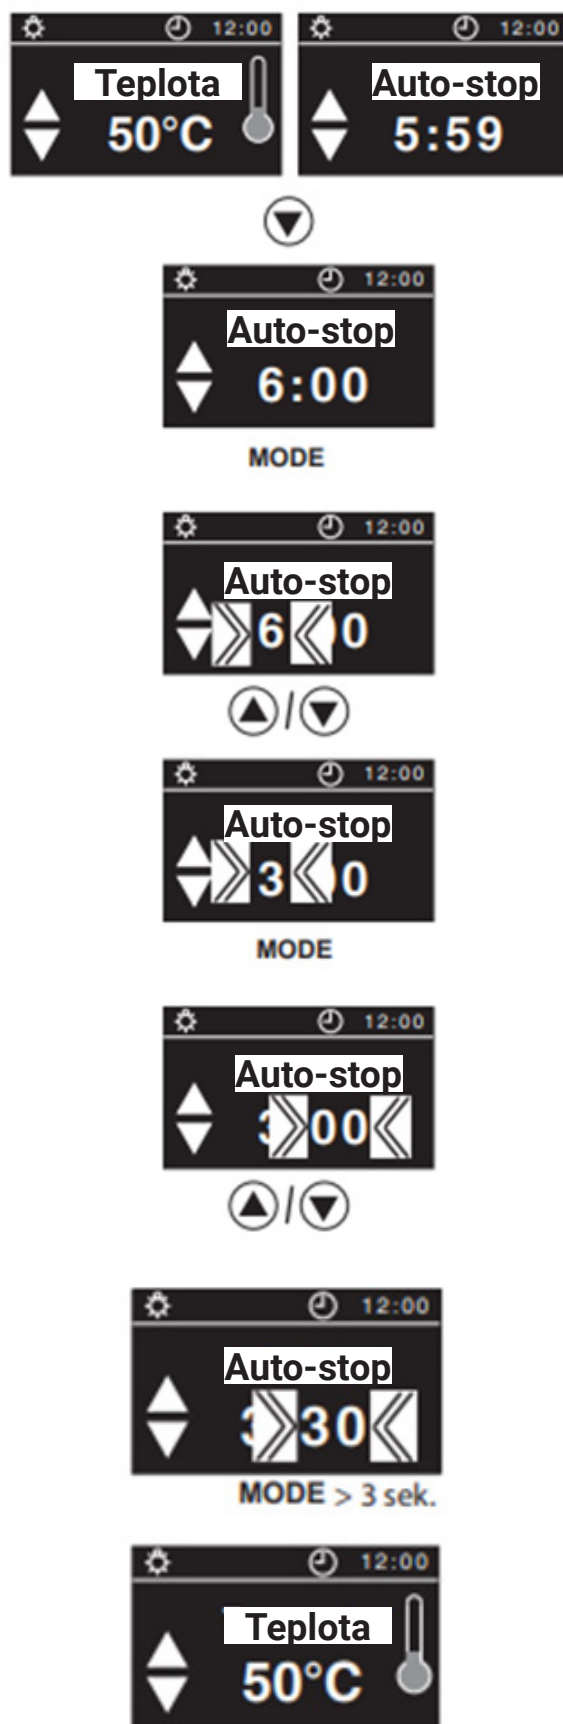 12:00 12:00
Teplota Auto-stop
50°C 5:59
12:00
Auto-stop
6:00
MODE
12:00
Auto-stop
6 0
/
12:00
Auto-stop
3 0
MODE
12:00
Auto-stop
00
/
12:00
Auto-stop
30
MODE > 3 sek.
12:00
Teplota
50°C